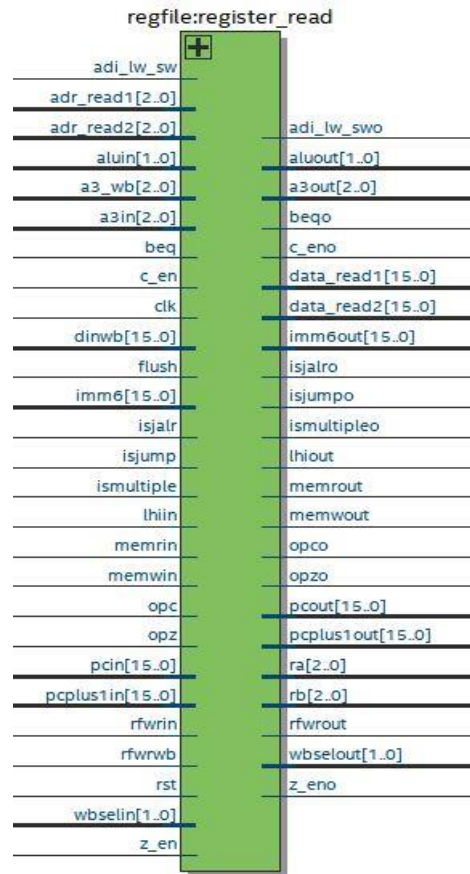 regfile:register_read
adi_lw_sw
adr_read1[2..0]
adr_read2[2..0]
aluin[1..0]
a3_wb[2..0]
a3in[2..0]
beq
c_en
clk
dinwb[15..0]
flush
imm6[15..0]
isjalr
isjump
ismultiple
lhiin
memrin
memwin
opc
opz
pcin[15..0]
pcplus1in[15..0]
rfwrin
rfwrwb
rst
wbselin[1..0]
z_en
adi_lw_swo
aluout[1..0]
a3out[2..0]
beqo
c_eno
data_read1[15..0]
data_read2[15..0]
imm6out[15..0]
isjalro
isjumpo
ismultipleo
lhiout
memrout
memwout
opco
opzo
pcout[15..0]
pcplus1out[15..0]
ra[2..0]
rb[2..0]
rfwrout
wbselout[1..0]
z_eno